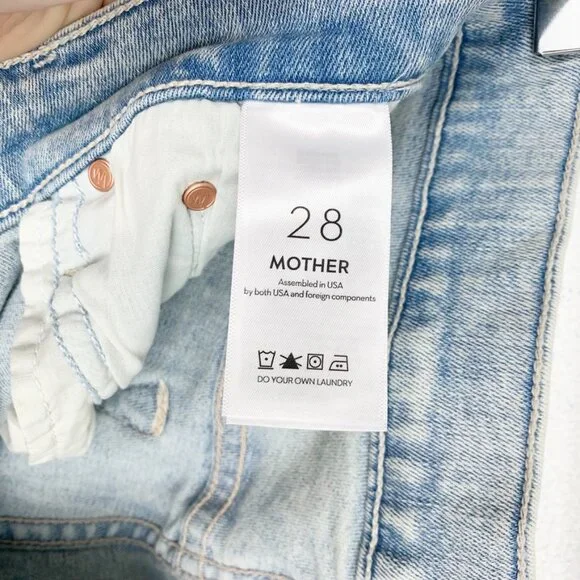 28
MOTHER
Assembled in USA
by both USA and foreign components
DO YOUR OWN LAUNDRY